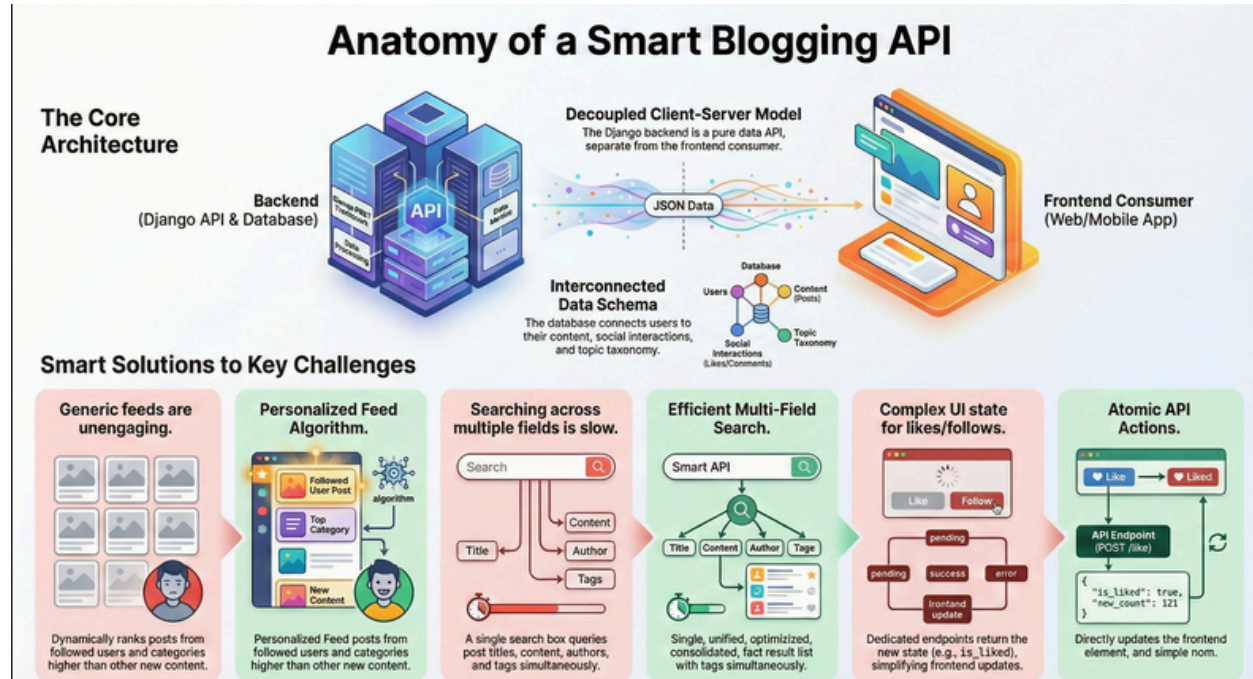 Anatomy of a Smart Blogging API
The Core
Architecture
Backend
(Django API & Database)
API
Data
Processing
Data
...
Decoupled Client-Server Model
The Django backend is a pure data API,
separate from the frontend consumer.
JSON Data
Frontend Consumer
(Web/Mobile App)
Interconnected
Data Schema
The database connects users to
their content, social interactions,
and topic taxonomy.
Database
Users
Content
(Posts)
Social
Interactions
(Likes/Comments)
Topic
Taxonomy
Smart Solutions to Key Challenges
Generic feeds are
unengaging.
Dynamically ranks posts from
followed users and categories
higher than other new content.
Personalized Feed
Algorithm.
Followed
User Post
algorithm
Top
Category
New
Content
Personalized Feed posts from
followed users and categories
higher than other new content.
Searching across
multiple fields is slow.
Search
Content
Title
Author
Tags
A single search box queries
post titles, content, authors,
and tags simultaneously.
Efficient Multi-Field
Search.
Smart API
Title
Content
Author
Tage
Single, unified, optimizized,
consolidated, fact result list
with tags simultaneously.
Complex UI state
for likes/follows.
Like
Follow
pending
pending
success
error
frontand
update
Dedicated endpoints return the
new state (e.g., is_liked),
simplifying frontend updates.
Atomic API
Actions.
Like
Liked
API Endpoint
(POST /like)
{
"is_liked": true,
"new_count": 121
}
Directly updates the frontend
element, and simple nom.